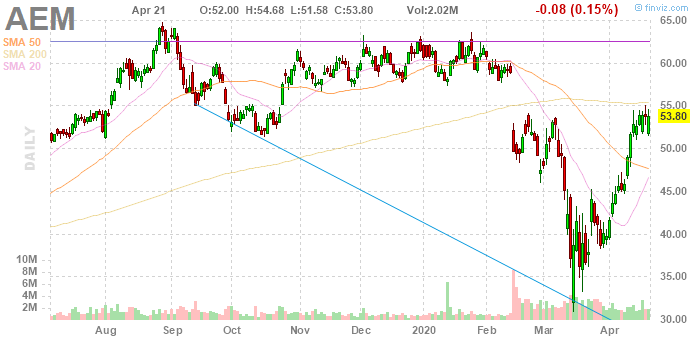 AEM
Apr 21 O:52.00 H:54.68 L:51.58 C:53.80 Vol:2.02M -0.08 (0.15%)
© finviz.com
SMA 50
SMA 200
SMA 20
DAILY
65.00
60.00
55.00
53.80
50.00
45.00
40.00
35.00
30.00
10M
8M
6M
4M
2M
Aug Sep Oct Nov Dec 2020 Feb Mar Apr